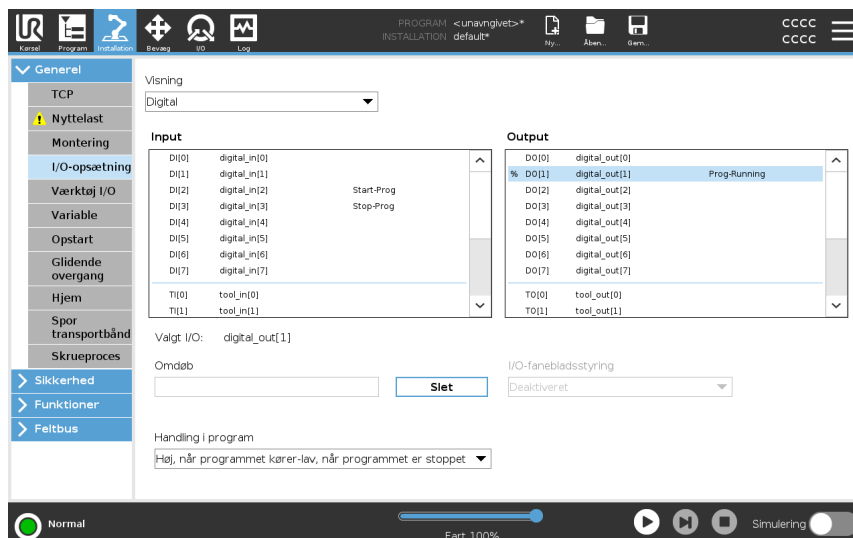 UR
PROGRAM <unavngivet>*
INSTALLATION default*
CCCC
CCCC
Kørsel Program Installation Bevæg I/O Log Ny... Åben... Gem...
Generel
TCP
Nyttelast
Montering
I/O-opsætning
Værktøj I/O
Variable
Opstart
Glidende
overgang
Hjem
Spor
transportbånd
Skrueproces
Sikkerhed
Funktioner
Feltbus
Visning
Digital
Input
DI[0] digital_in[0]
DI[1] digital_in[1]
DI[2] digital_in[2] Start-Prog
DI[3] digital_in[3] Stop-Prog
DI[4] digital_in[4]
DI[5] digital_in[5]
DI[6] digital_in[6]
DI[7] digital_in[7]
TI[0] tool_in[0]
TI[1] tool_in[1]
Output
DO[0] digital_out[0]
% DO[1] digital_out[1] Prog-Running
DO[2] digital_out[2]
DO[3] digital_out[3]
DO[4] digital_out[4]
DO[5] digital_out[5]
DO[6] digital_out[6]
DO[7] digital_out[7]
TO[0] tool_out[0]
TO[1] tool_out[1]
Valgt I/O: digital_out[1]
Omdøb
Slet
I/O-fanebladsstyring
Deaktiveret
Handling i program
Høj, når programmet kører-lav, når programmet er stoppet
Normal
Fart 100%
Simulering